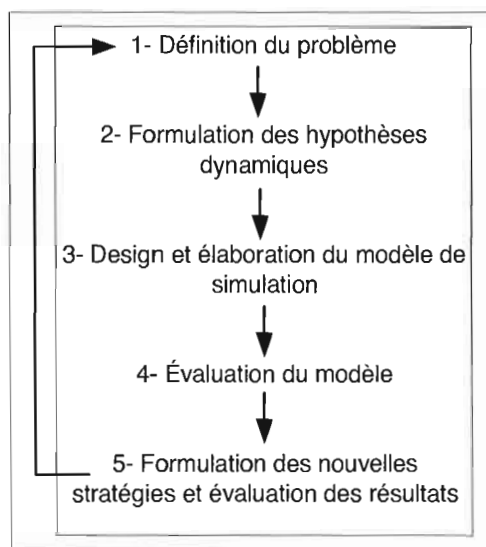 1- Définition du problème
2- Formulation des hypothèses
dynamiques
3- Design et élaboration du modèle de
simulation
4- Évaluation du modèle
5- Formulation des nouvelles
stratégies et évaluation des résultats